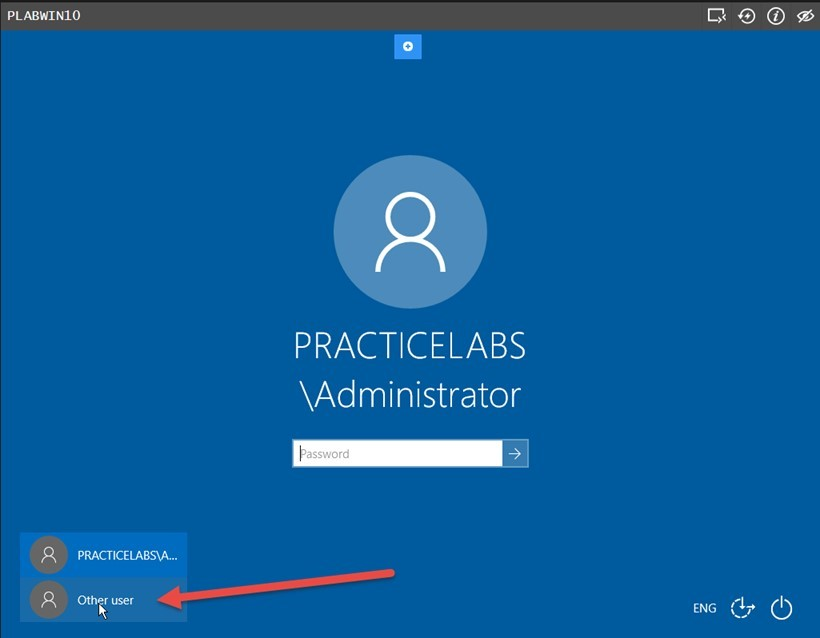 PLABWIN10
PRACTICELABS
\Administrator
Password
PRACTICELABS\A...
Other user
ENG